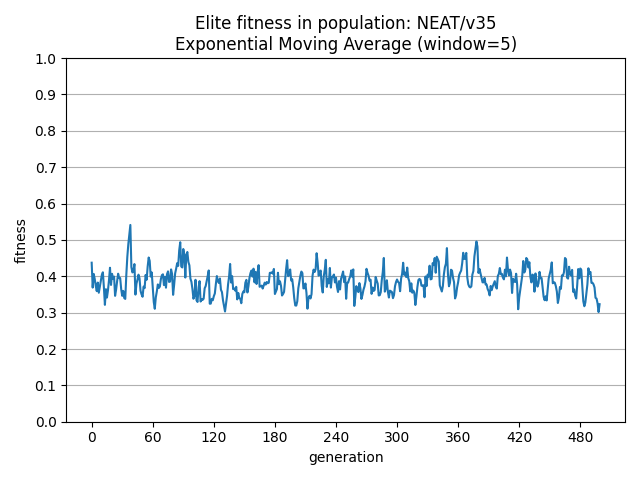 Elite fitness in population: NEAT/v35
Exponential Moving Average (window=5)
1.0
0.9
0.8
0.7
0.6
0.5
0.4
0.3
0.2
0.1
0.0
fitness
0 60 120 180 240 300 360 420 480
generation